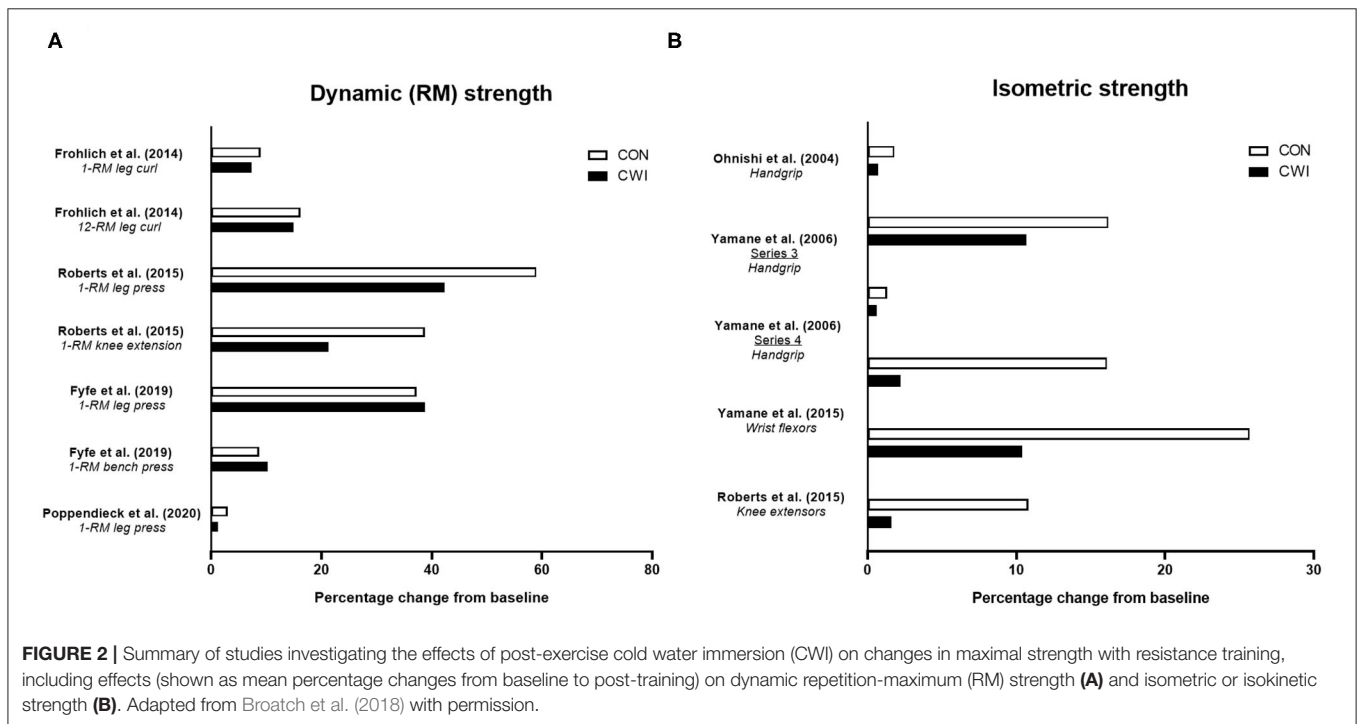 A
Dynamic (RM) strength
CON
CWI
Frohlich et al. (2014)
1-RM leg curl
Frohlich et al. (2014)
12-RM leg curl
Roberts et al. (2015)
1-RM leg press
Roberts et al. (2015)
1-RM knee extension
Fyfe et al. (2019)
1-RM leg press
Fyfe et al. (2019)
1-RM bench press
Poppendieck et al. (2020)
1-RM leg press
0 20 40 60 80
Percentage change from baseline
B
Isometric strength
CON
CWI
Ohnishi et al. (2004)
Handgrip
Yamane et al. (2006)
Series 3
Handgrip
Yamane et al. (2006)
Series 4
Handgrip
Yamane et al. (2015)
Wrist flexors
Roberts et al. (2015)
Knee extensors
0 10 20 30
Percentage change from baseline
FIGURE 2 | Summary of studies investigating the effects of post-exercise cold water immersion (CWI) on changes in maximal strength with resistance training,
including effects (shown as mean percentage changes from baseline to post-training) on dynamic repetition-maximum (RM) strength (A) and isometric or isokinetic
strength (B). Adapted from Broatch et al. (2018) with permission.